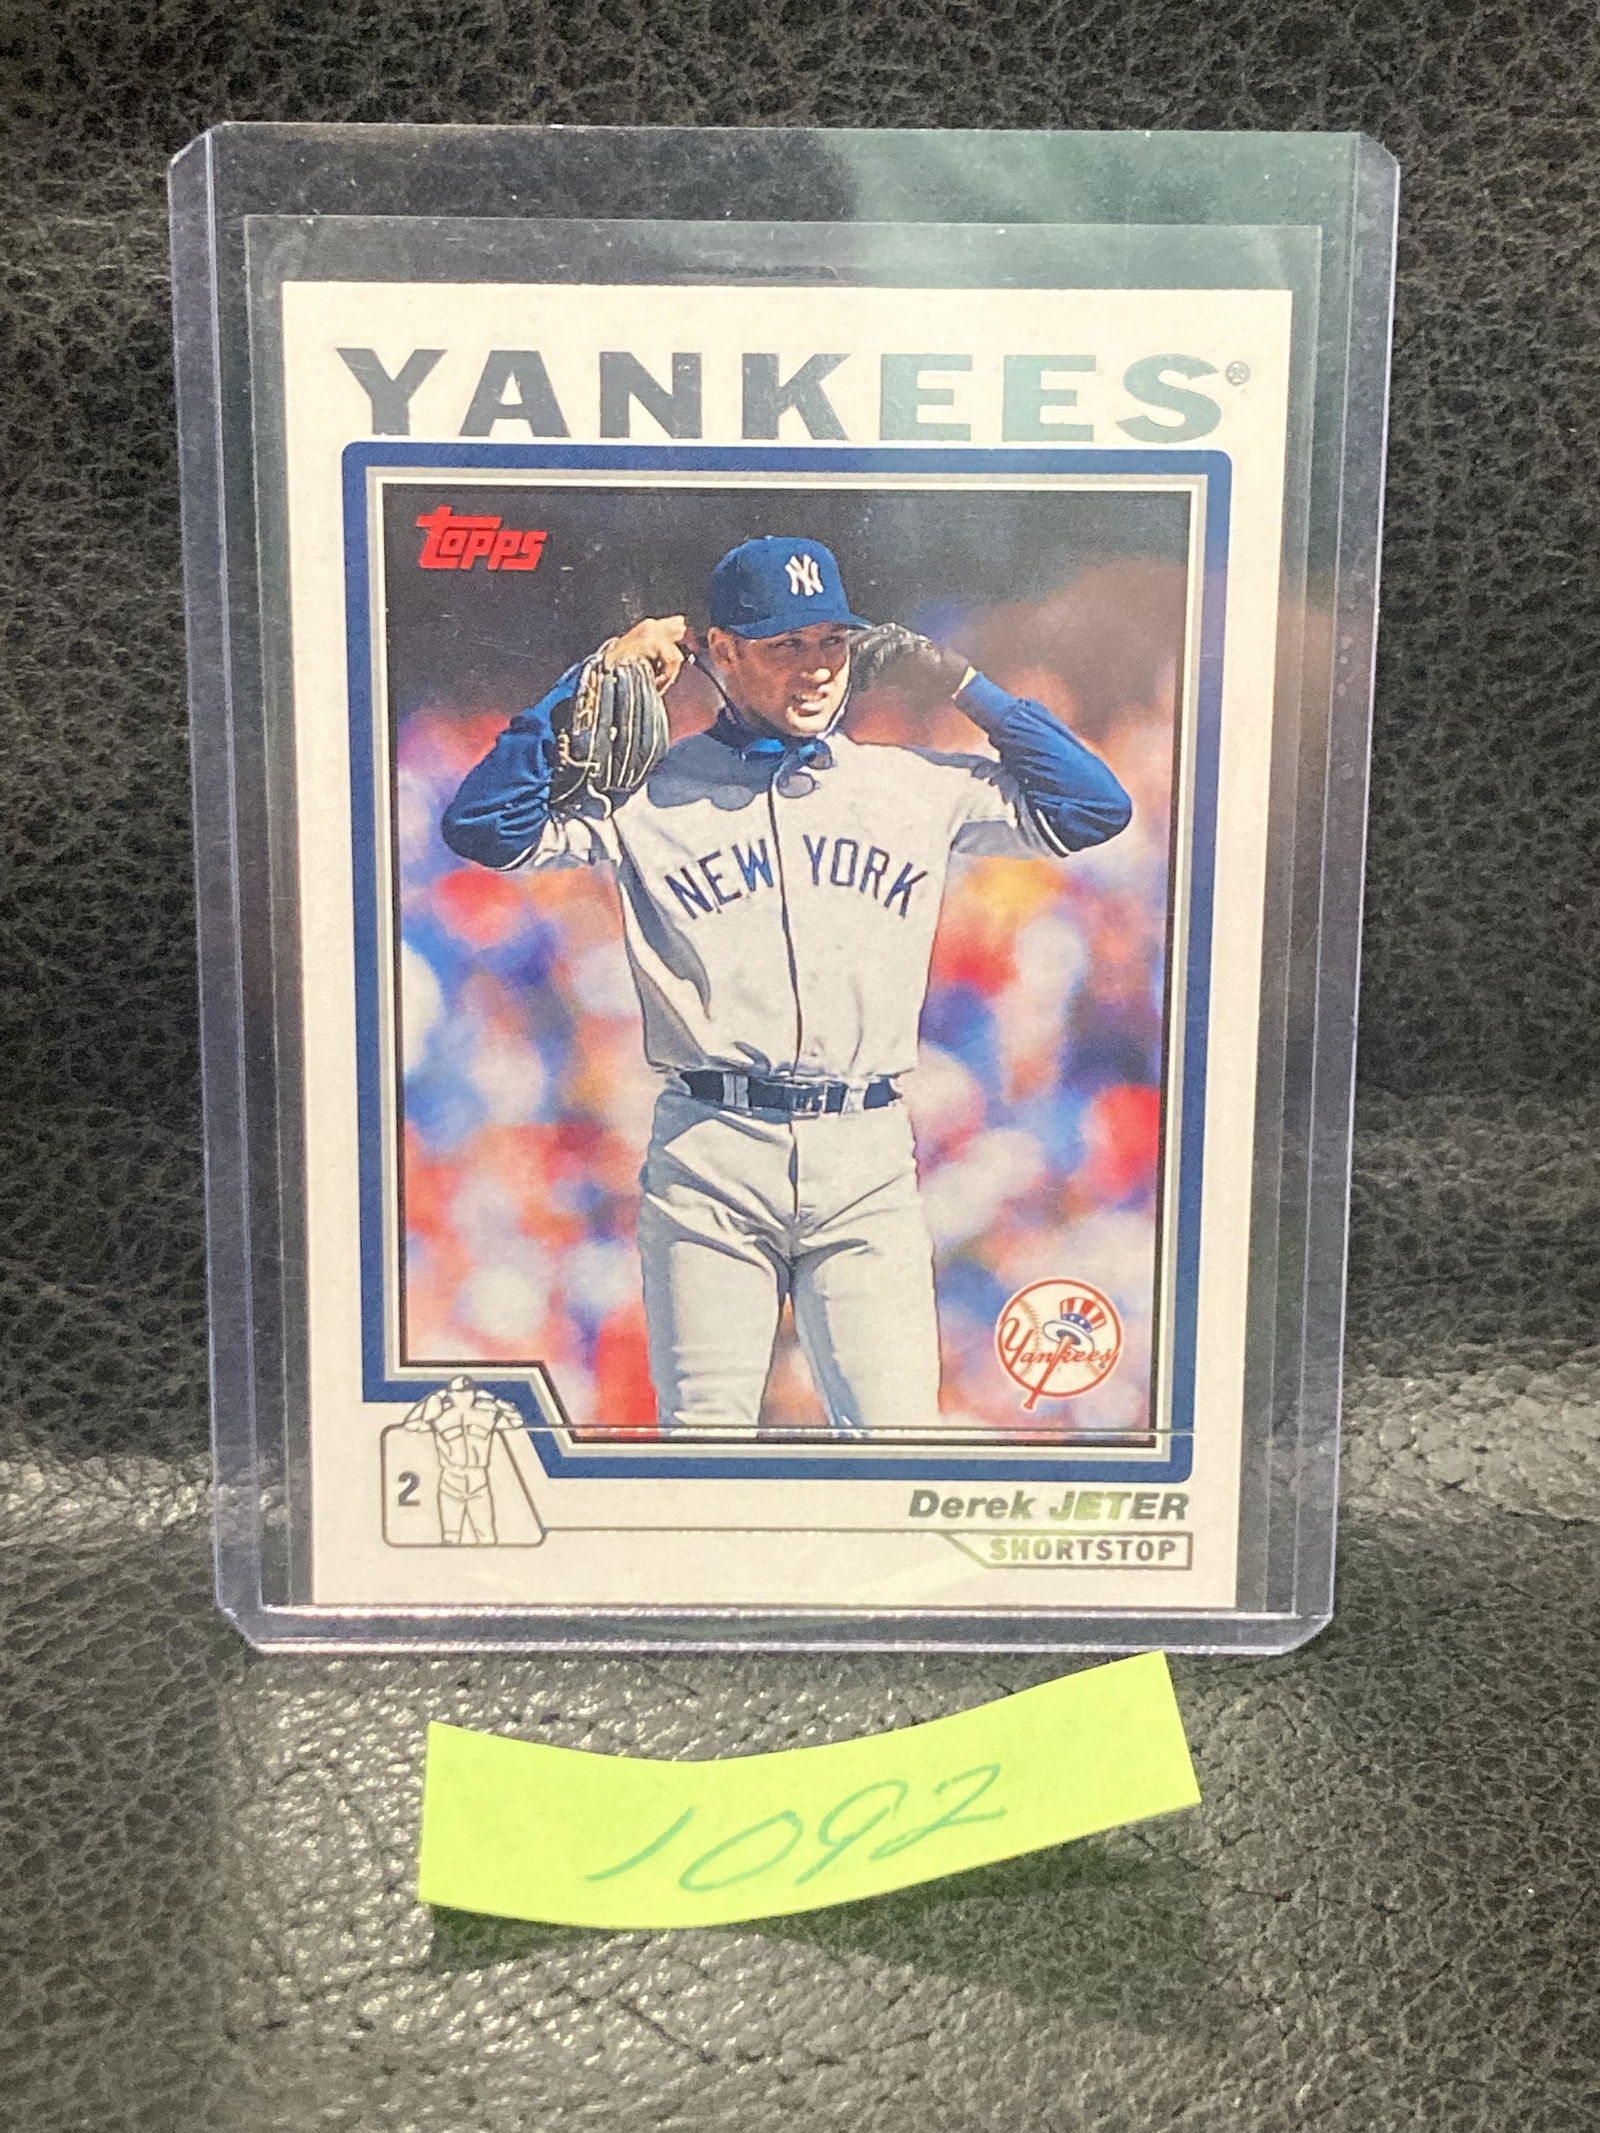 YANKEES®
topps
NY
NEW YORK
Yankees
2
Derek JETER
SHORTSTOP
1092